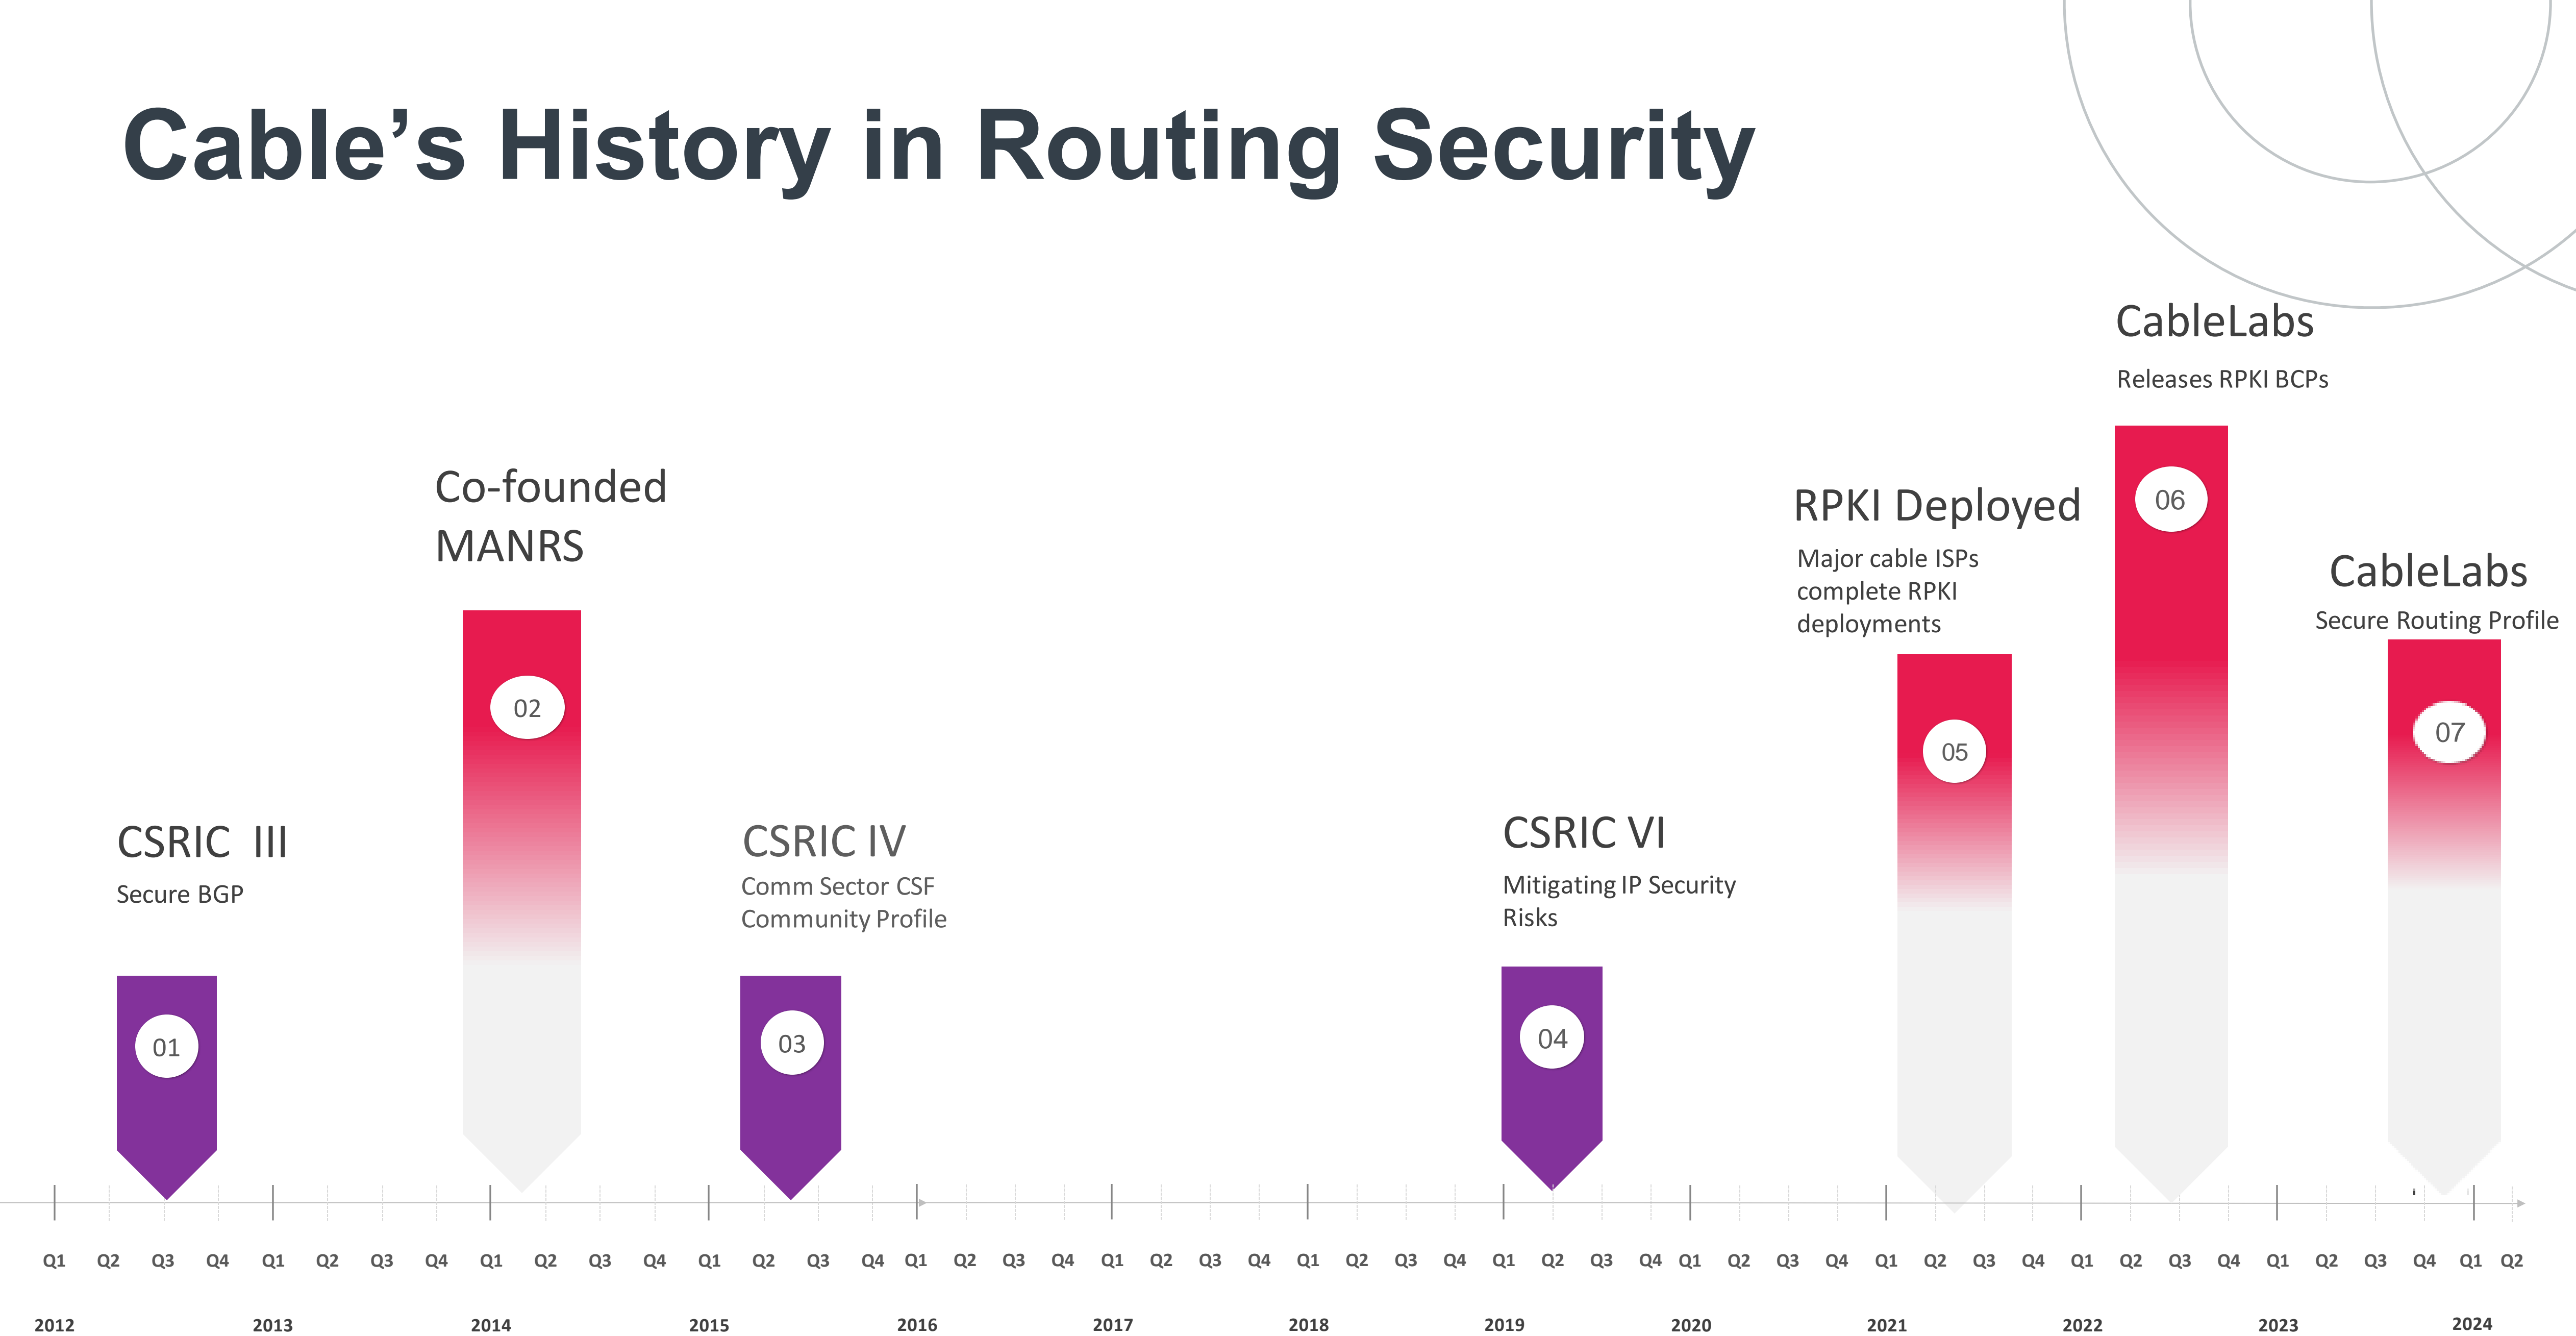 Cable’s History in Routing Security
CableLabs
Releases RPKI BCPs
06
Co-founded
MANRS
02
RPKI Deployed
Major cable ISPs
complete RPKI
deployments
05
CableLabs
Secure Routing Profile
07
CSRIC  III
Secure BGP
01
CSRIC IV
Comm Sector CSF
Community Profile
03
CSRIC VI
Mitigating IP Security
Risks
04
Q1 Q2 Q3 Q4 Q1 Q2 Q3 Q4 Q1 Q2 Q3 Q4 Q1 Q2 Q3 Q4 Q1 Q2 Q3 Q4 Q1 Q2 Q3 Q4 Q1 Q2 Q3 Q4 Q1 Q2 Q3 Q4 Q1 Q2 Q3 Q4 Q1 Q2 Q3 Q4 Q1 Q2 Q3 Q4 Q1 Q2 Q3 Q4 Q1 Q2
2012 2013 2014 2015 2016 2017 2018 2019 2020 2021 2022 2023 2024